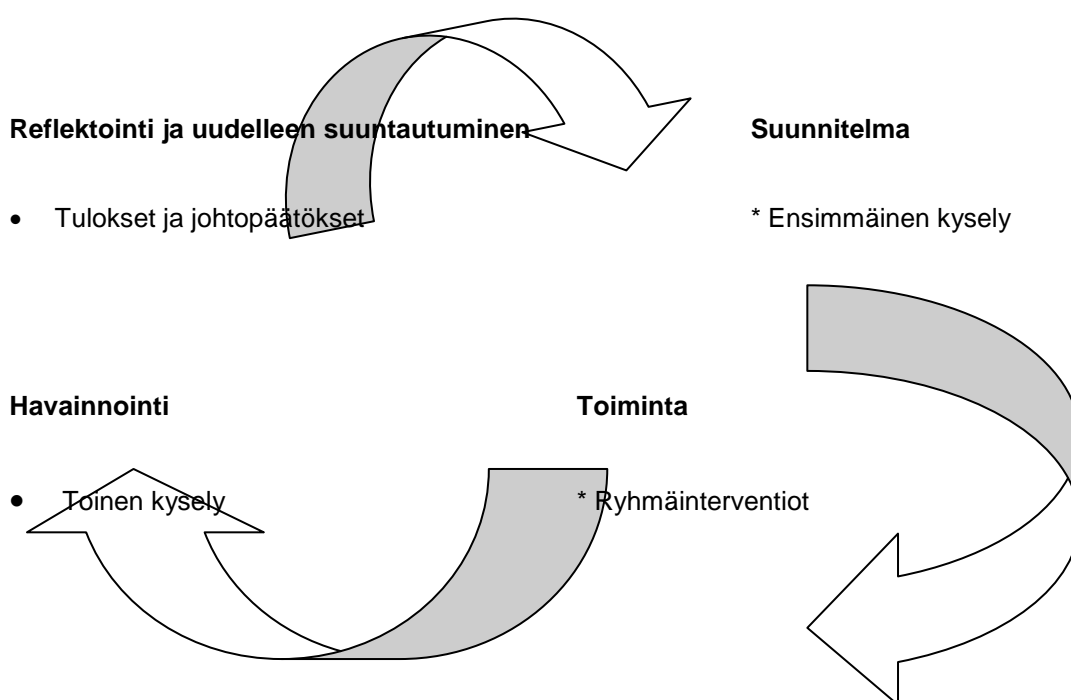 Reflektointi ja uudelleen suuntautuminen
Suunnitelma
• Tulokset ja johtopäätökset
* Ensimmäinen kysely
Havainnointi
Toiminta
• Toinen kysely
* Ryhmäinterventiot